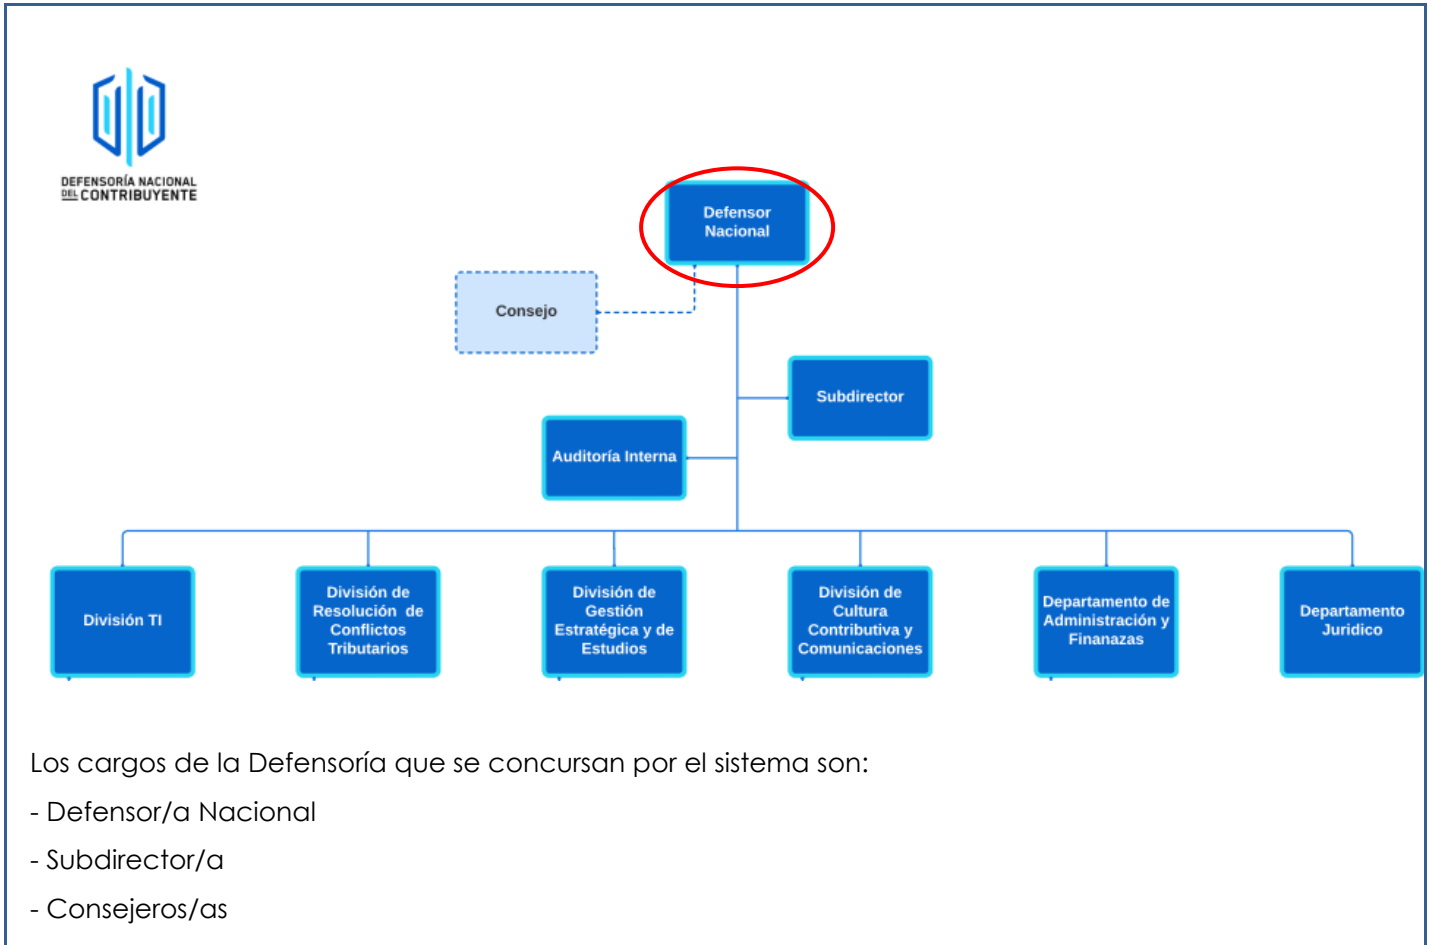 DEFENSORÍA NACIONAL
DEL CONTRIBUYENTE
Defensor
Nacional
Consejo
Subdirector
Auditoría Interna
División TI
División de
Resolución de
Conflictos
Tributarios
División de
Gestión
Estratégica y de
Estudios
División de
Cultura
Contributiva y
Comunicaciones
Departamento de
Administración y
Finanazas
Departamento
Juridico
Los cargos de la Defensoría que se concursan por el sistema son:
- Defensor/a Nacional
- Subdirector/a
- Consejeros/as